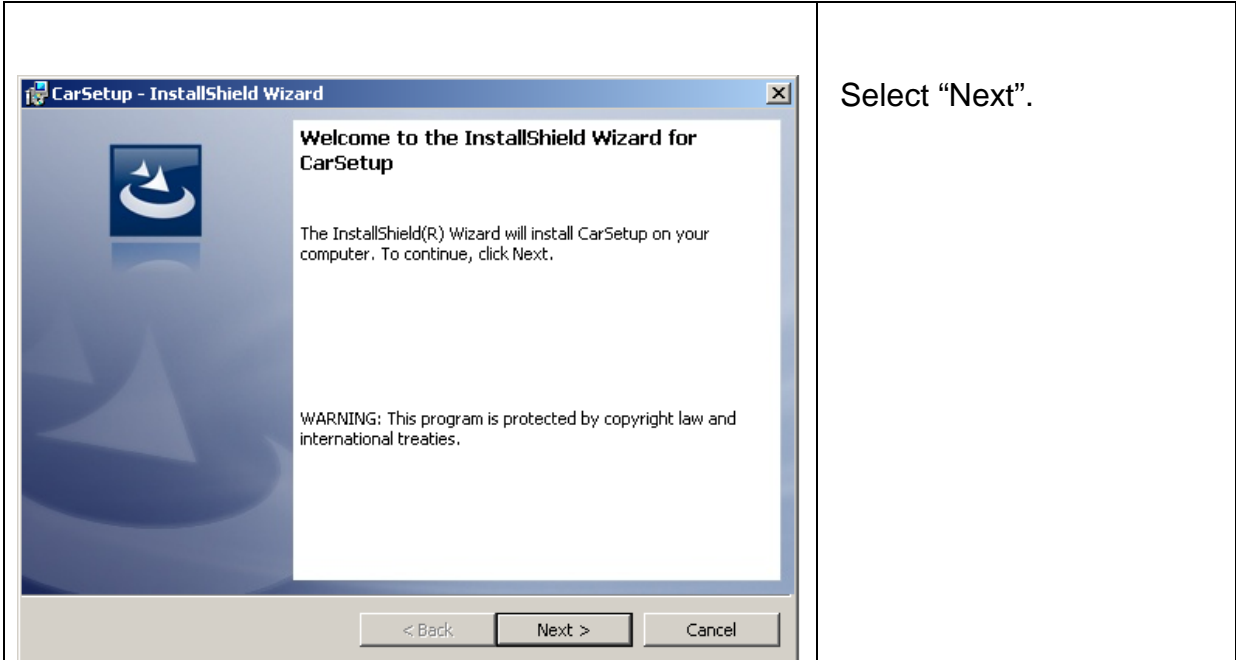 CarSetup - InstallShield Wizard
Welcome to the InstallShield Wizard for
CarSetup
The InstallShield(R) Wizard will install CarSetup on your
computer. To continue, click Next.
WARNING: This program is protected by copyright law and
international treaties.
< Back
Next >
Cancel
Select “Next”.